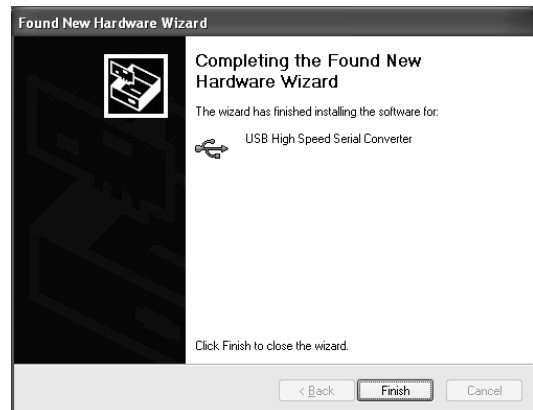 Found New Hardware Wizard
Completing the Found New
Hardware Wizard
The wizard has finished installing the software for:
USB High Speed Serial Converter
Click Finish to close the wizard.
< Back
Finish
Cancel